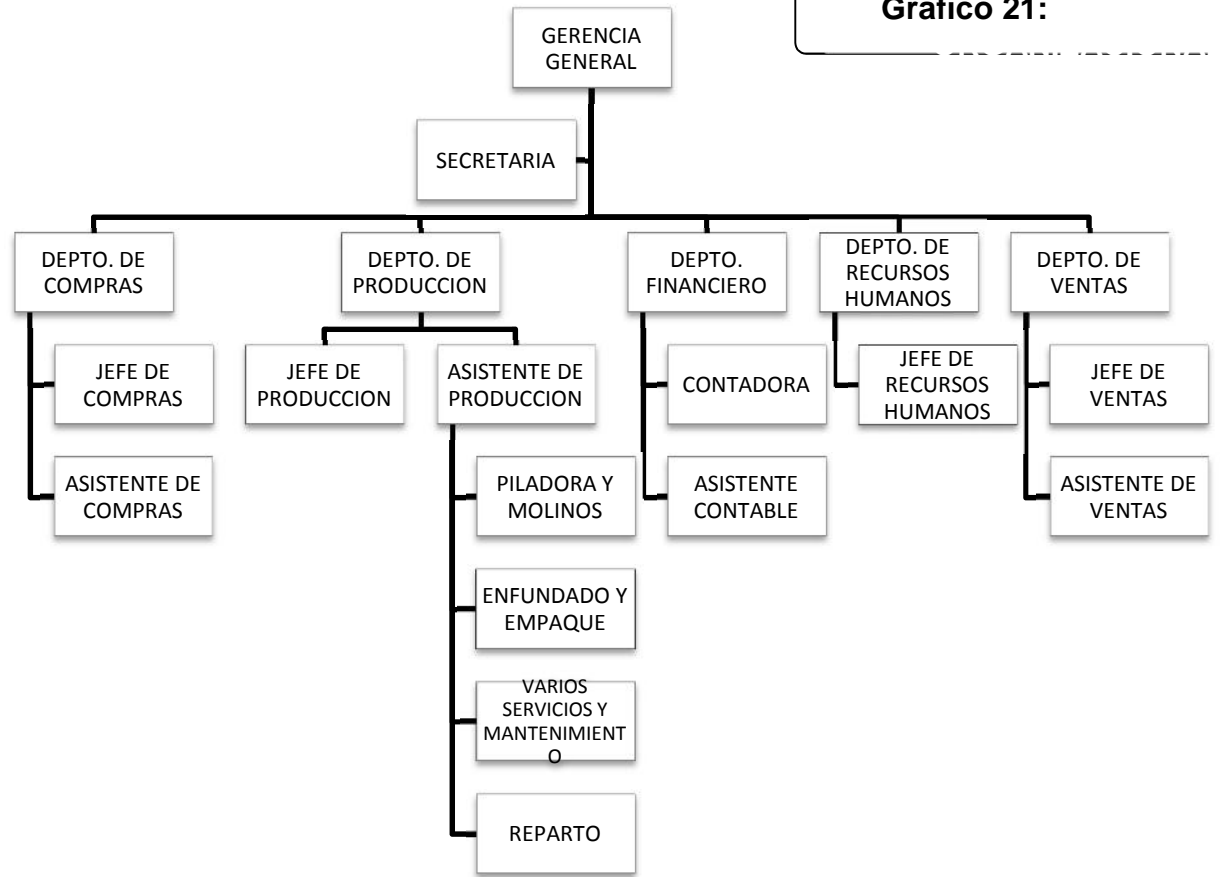 Gráfico 21:
GERENCIA
GENERAL
SECRETARIA
DEPTO. DE
COMPRAS
DEPTO. DE
PRODUCCION
DEPTO.
FINANCIERO
DEPTO. DE
RECURSOS
HUMANOS
DEPTO. DE
VENTAS
JEFE DE
COMPRAS
JEFE DE
PRODUCCION
ASISTENTE DE
PRODUCCION
CONTADORA
JEFE DE
RECURSOS
HUMANOS
JEFE DE
VENTAS
ASISTENTE DE
COMPRAS
PILADORA Y
MOLINOS
ASISTENTE
CONTABLE
ASISTENTE DE
VENTAS
ENFUNDADO Y
EMPAQUE
VARIOS
SERVICIOS Y
MANTENIMIENT
O
REPARTO